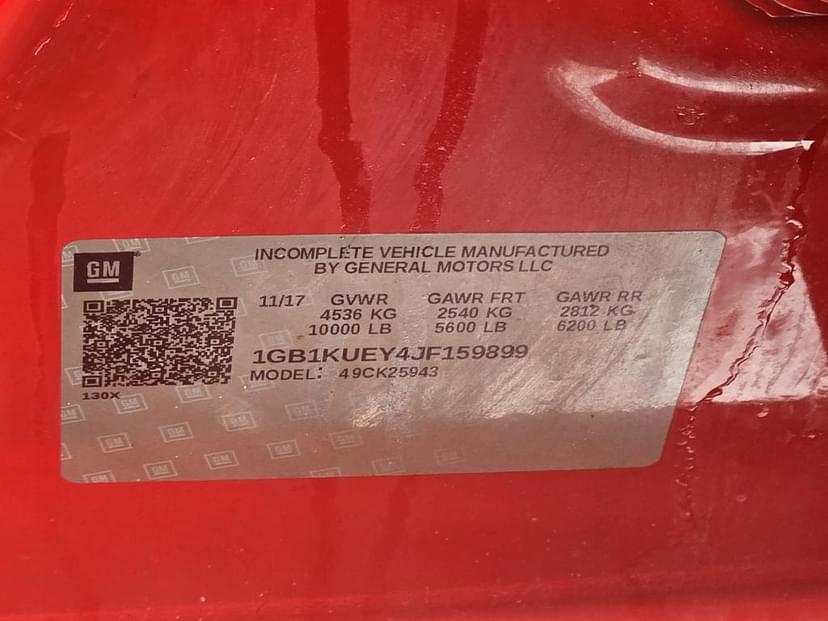 GM
INCOMPLETE VEHICLE MANUFACTURED
BY GENERAL MOTORS LLC
11/17 GVWR GAWR FRT GAWR RR
4536 KG 2540 KG 2812 KG
10000 LB 5600 LB 6200 LB
1GB1KUEY4JF159899
MODEL: 49CK25943
130X